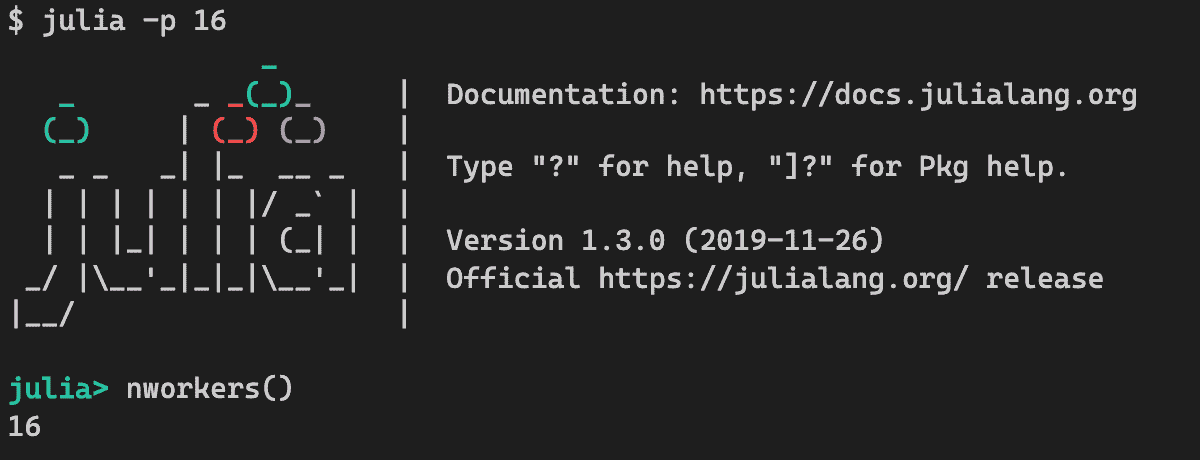 $ julia -p 16
               _
   _       _ _(_)_     |  Documentation: https://docs.julialang.org
  (_)     | (_) (_)    |
   _ _   _| |_  __ _   |  Type "?" for help, "]?" for Pkg help.
  | | | | | | |/ _` |  |
  | | |_| | | | (_| |  |  Version 1.3.0 (2019-11-26)
 _/ |\__'_|_|_|\__'_|  |  Official https://julialang.org/ release
|__/                   |
julia> nworkers()
16